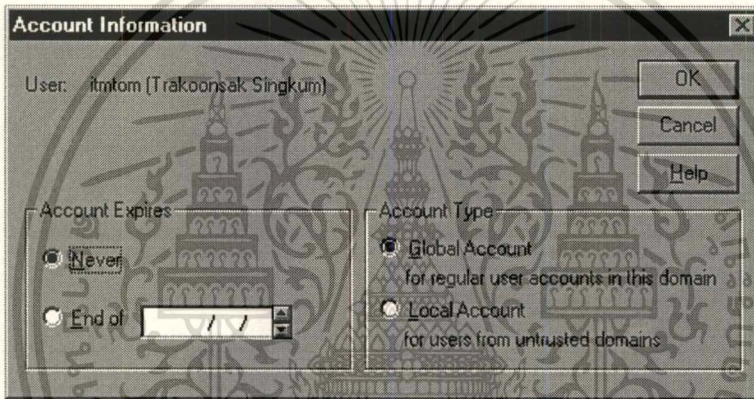 Account Information
User: itmtom (Trakoonsak Singkum)
OK
Cancel
Help
Account Expires
Never
End of / /
Account Type
Global Account
for regular user accounts in this domain
Local Account
for users from untrusted domains